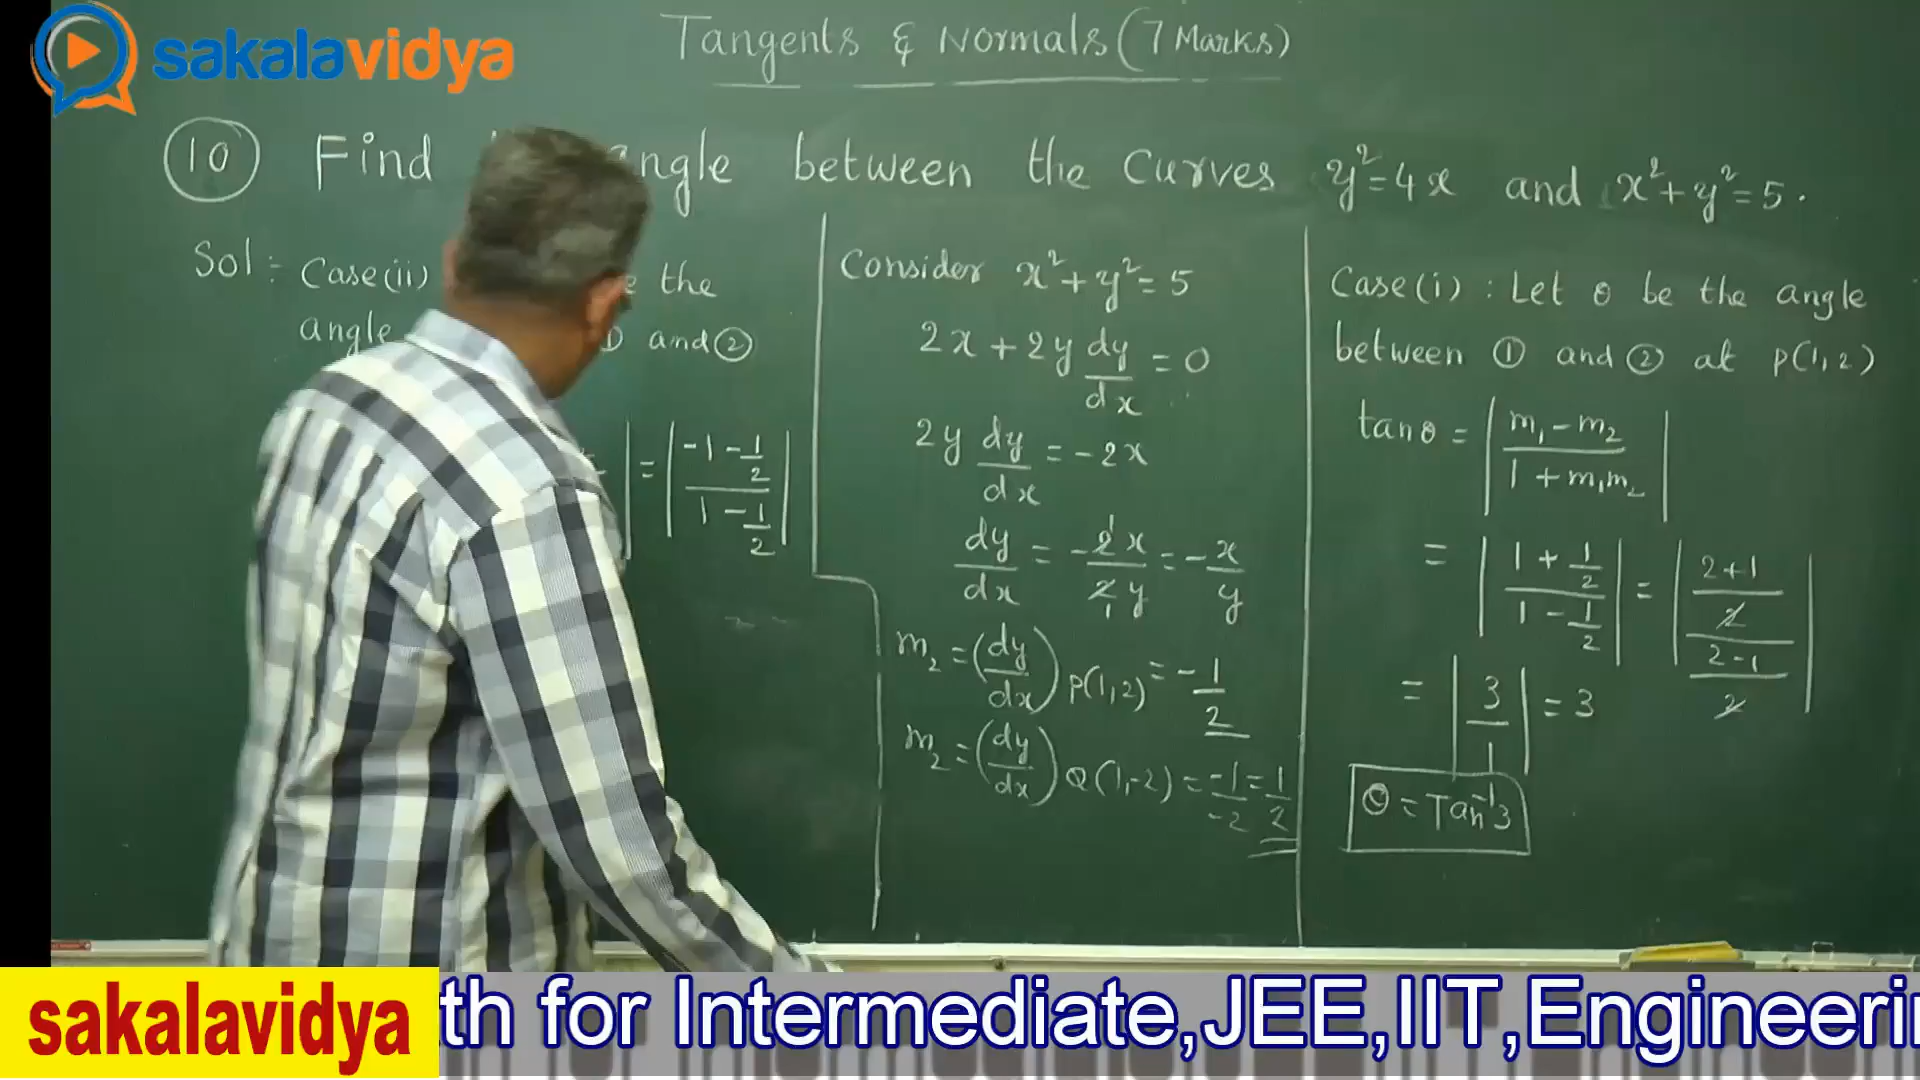 sakalavidya
Tangents & Normals (7 Marks)
10 Find angle between the curves y²=4x and x²+y²=5.
Sol: Case(ii) the
angle ① and ②
| = |(-1-1/2)/(1-1/2)|
Consider x²+y²=5
2x+2y dy/dx = 0
2y dy/dx = -2x
dy/dx = -2x/2y = -x/y
m₂ = (dy/dx) P(1,2) = -1/2
m₂ = (dy/dx) Q(1,-2) = -1/-2 = 1/2
Case(i) : Let θ be the angle
between ① and ② at P(1,2)
tanθ = |(m₁-m₂)/(1+m₁m₂)|
= |(1+1/2)/(1-1/2)| = |((2+1)/2)/((2-1)/2)|
= |3/1| = 3
θ = Tan⁻¹3
sakalavidya
th for Intermediate,JEE,IIT,Engineeri